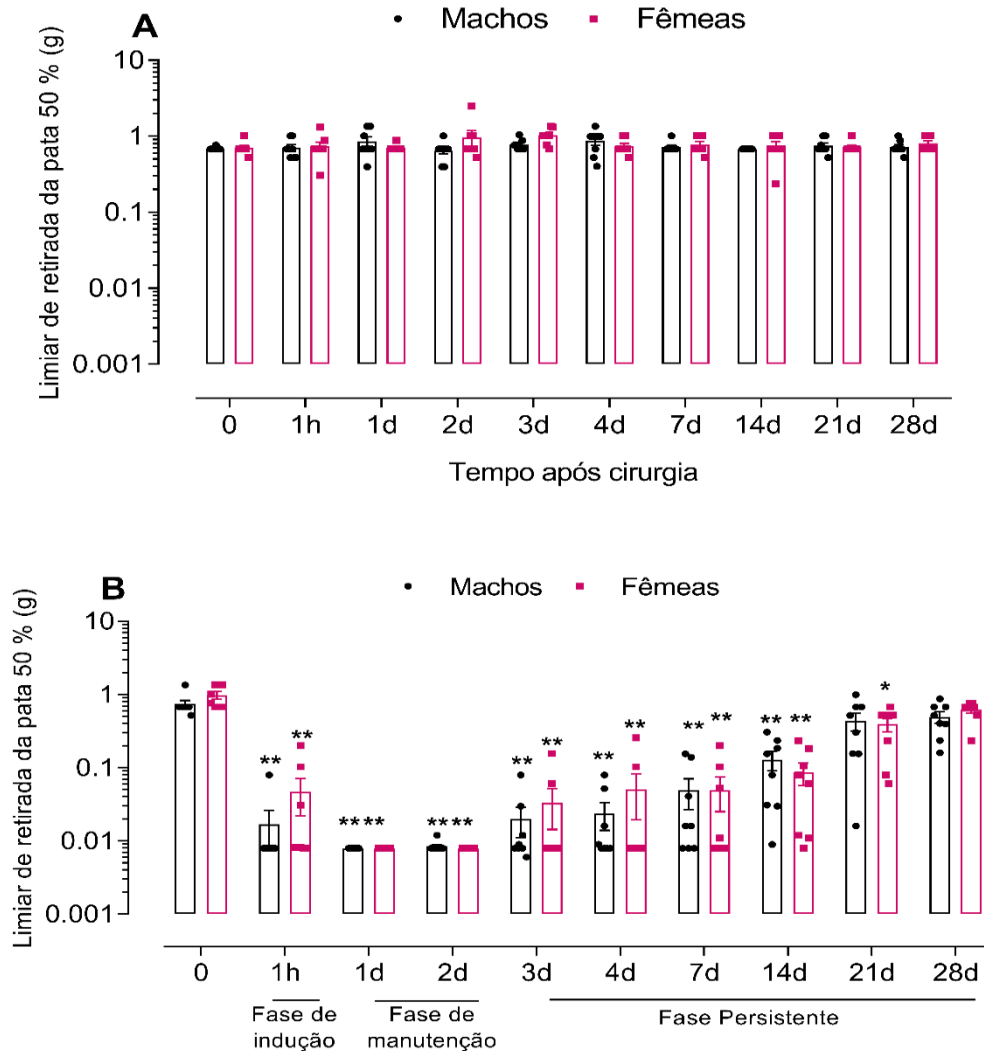 A
Machos Fêmeas
Limiar de retirada da pata 50 % (g)
10
1
0.1
0.01
0.001
0 1h 1d 2d 3d 4d 7d 14d 21d 28d
Tempo após cirurgia
B
Machos Fêmeas
Limiar de retirada da pata 50 % (g)
10
1
0.1
0.01
0.001
** ** ** ** ** ** ** ** ** ** ** ** ** ** *
0 1h 1d 2d 3d 4d 7d 14d 21d 28d
Fase de indução
Fase de manutenção
Fase Persistente